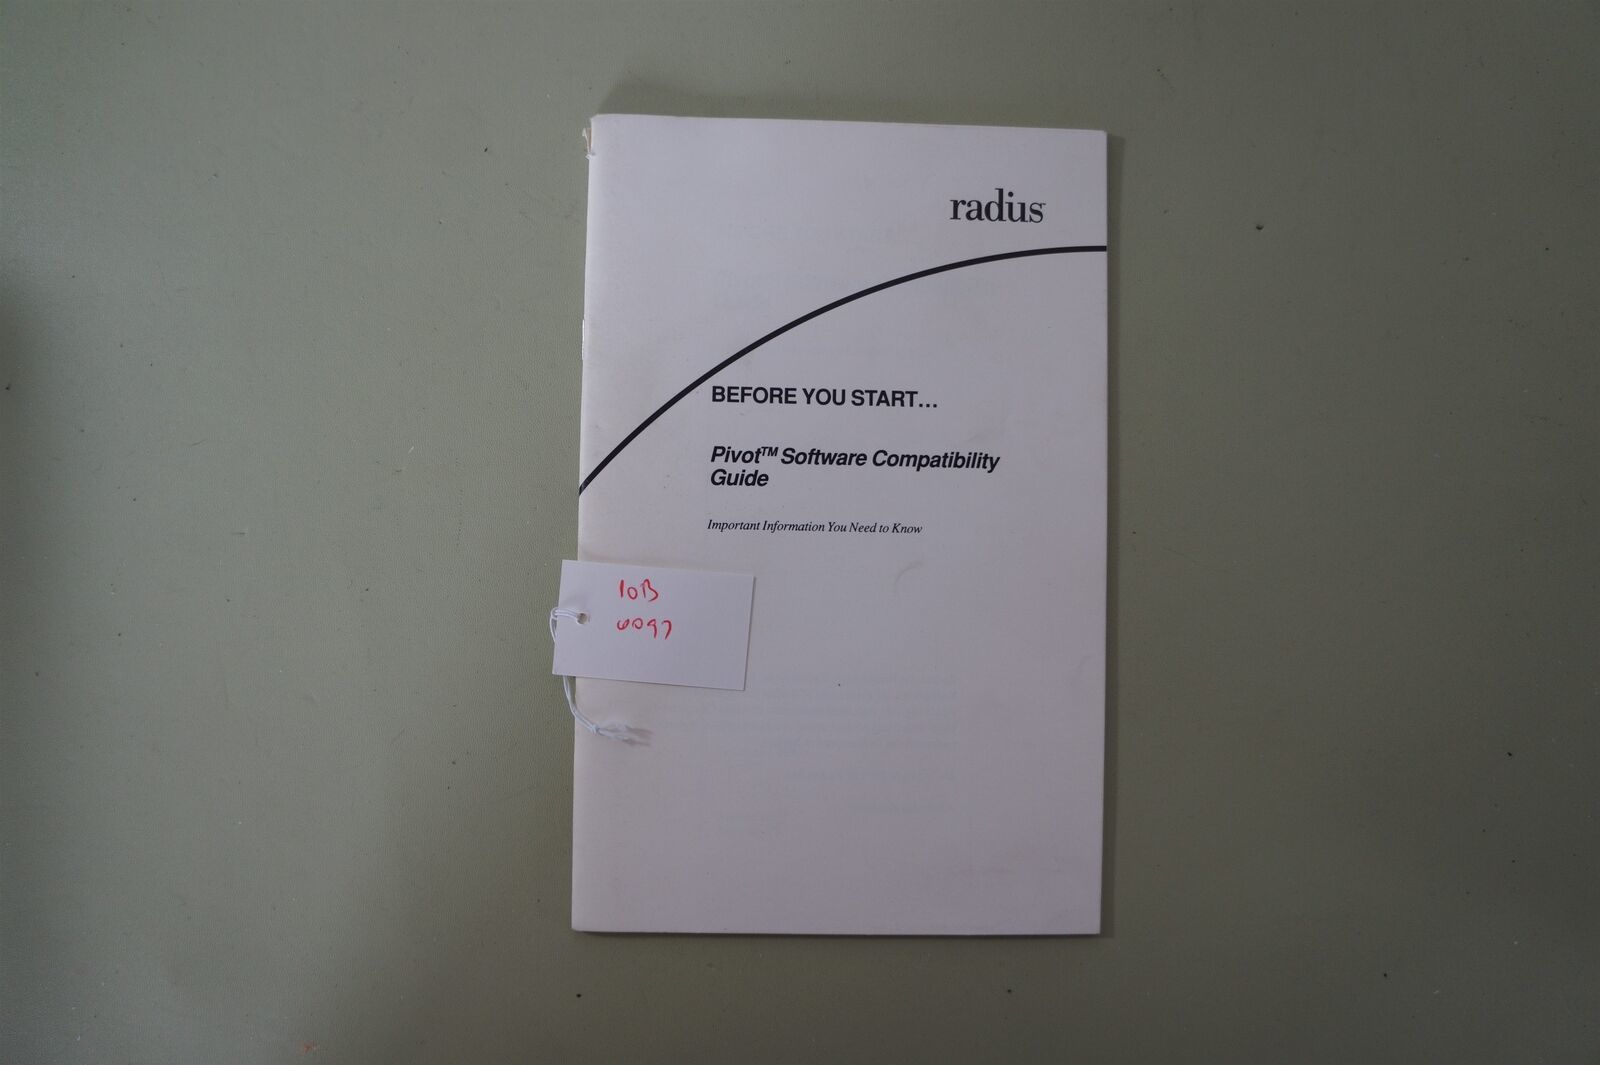 radius
BEFORE YOU START...
Pivot™ Software Compatibility
Guide
Important Information You Need to Know
10B
0097